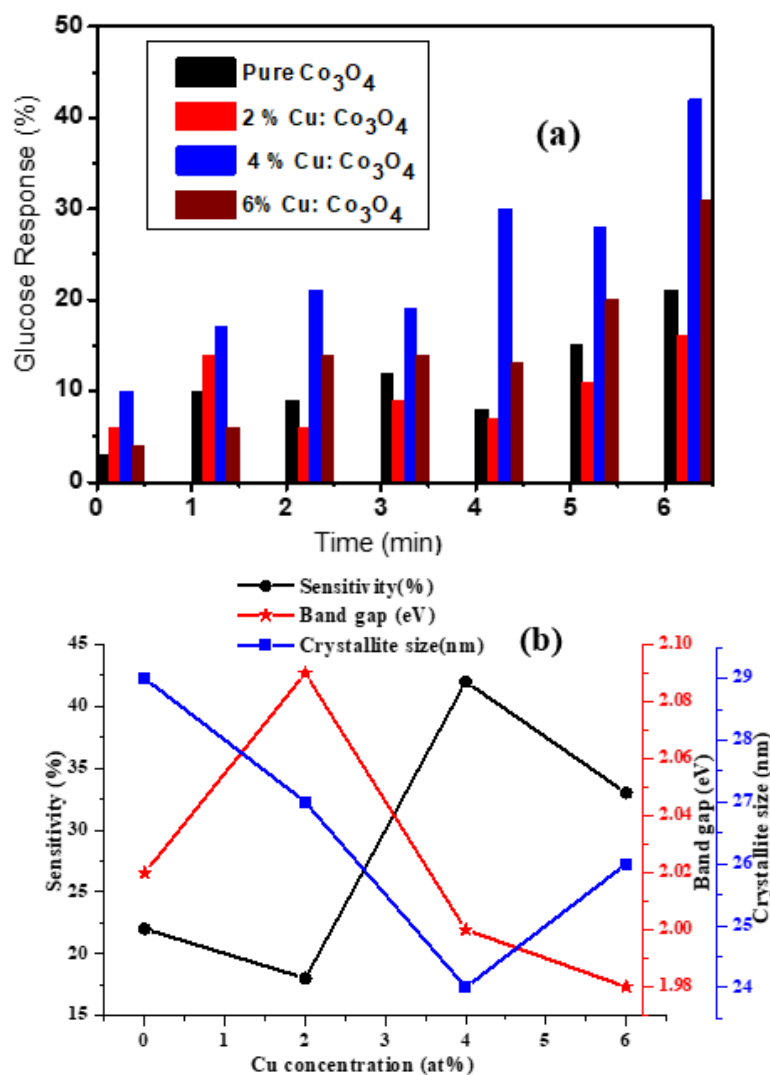 50
40
30
20
10
0
Glucose Response (%)
Pure Co3O4
2 % Cu: Co3O4
4 % Cu: Co3O4
6% Cu: Co3O4
(a)
0 1 2 3 4 5 6
Time (min)
Sensitivity(%)
Band gap (eV)
Crystallite size(nm)
(b)
45
40
35
30
25
20
15
Sensitivity (%)
2.10
2.08
2.06
2.04
2.02
2.00
1.98
Band gap (eV)
29
28
27
26
25
24
Crystallite size (nm)
0 1 2 3 4 5 6
Cu concentration (at%)